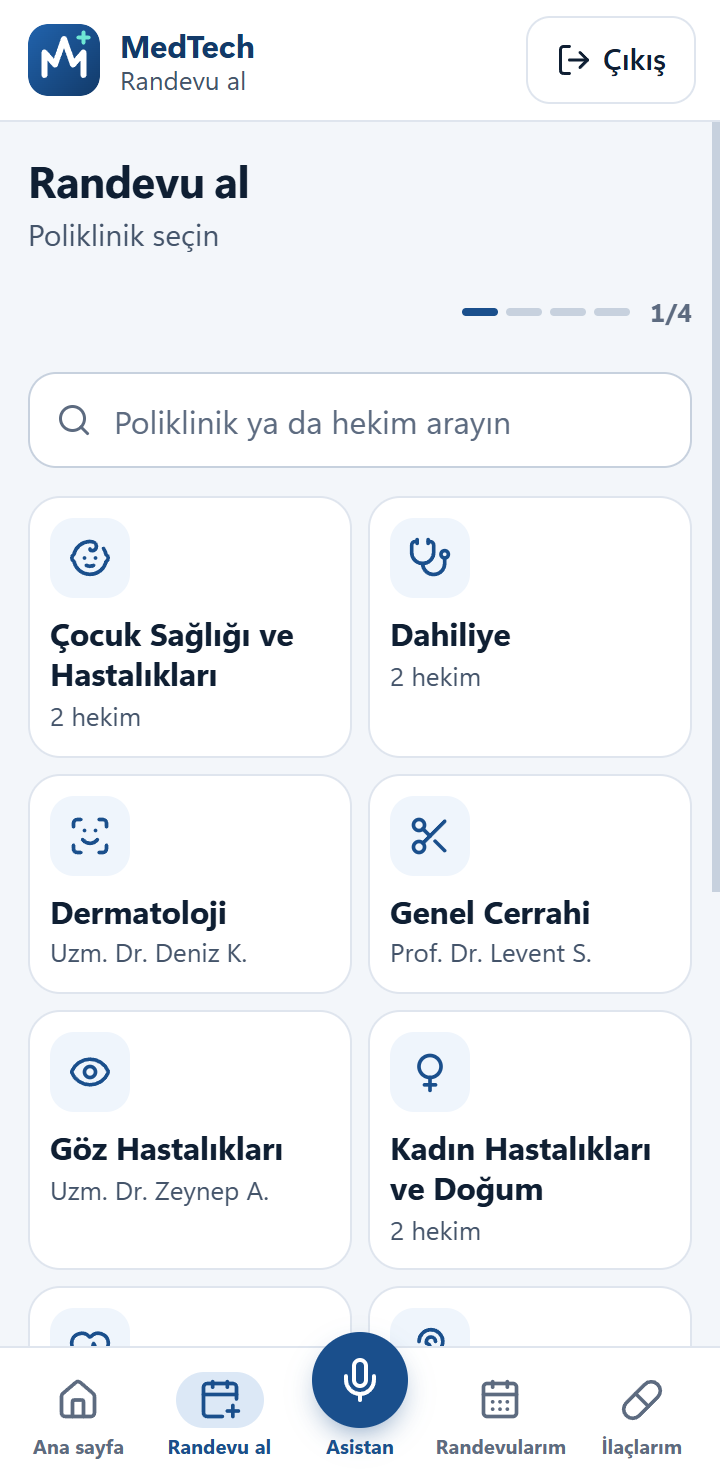 MedTech
Randevu al
Çıkış
Randevu al
Poliklinik seçin
1/4
Poliklinik ya da hekim arayın
Çocuk Sağlığı ve
Hastalıkları
2 hekim
Dahiliye
2 hekim
Dermatoloji
Uzm. Dr. Deniz K.
Genel Cerrahi
Prof. Dr. Levent S.
Göz Hastalıkları
Uzm. Dr. Zeynep A.
Kadın Hastalıkları
ve Doğum
2 hekim
Ana sayfa
Randevu al
Asistan
Randevularım
İlaçlarım